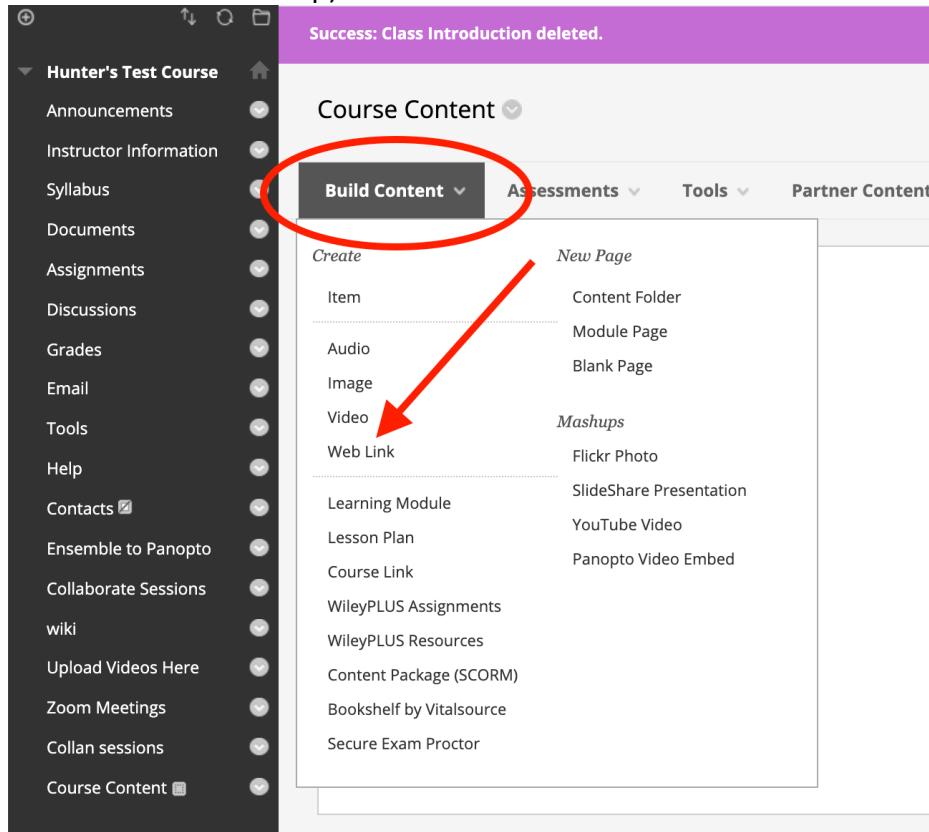 Success: Class Introduction deleted.
Hunter's Test Course
Announcements
Instructor Information
Syllabus
Documents
Assignments
Discussions
Grades
Email
Tools
Help
Contacts
Ensemble to Panopto
Collaborate Sessions
wiki
Upload Videos Here
Zoom Meetings
Collan sessions
Course Content
Course Content
Build Content
Assessments
Tools
Partner Content
Create
Item
Audio
Image
Video
Web Link
Learning Module
Lesson Plan
Course Link
WileyPLUS Assignments
WileyPLUS Resources
Content Package (SCORM)
Bookshelf by Vitalsource
Secure Exam Proctor
New Page
Content Folder
Module Page
Blank Page
Mashups
Flickr Photo
SlideShare Presentation
YouTube Video
Panopto Video Embed